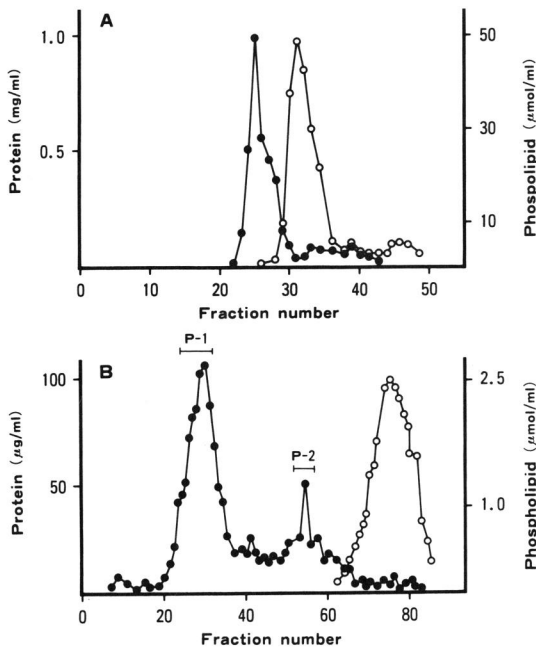 A
1.0
0.5
Protein (mg/ml)
50
30
10
Phospolipid (μmol/ml)
0 10 20 30 40 50
Fraction number
B
P-1
P-2
100
50
Protein (μg/ml)
2.5
1.0
Phospholipid (μmol/ml)
0 20 40 60 80
Fraction number